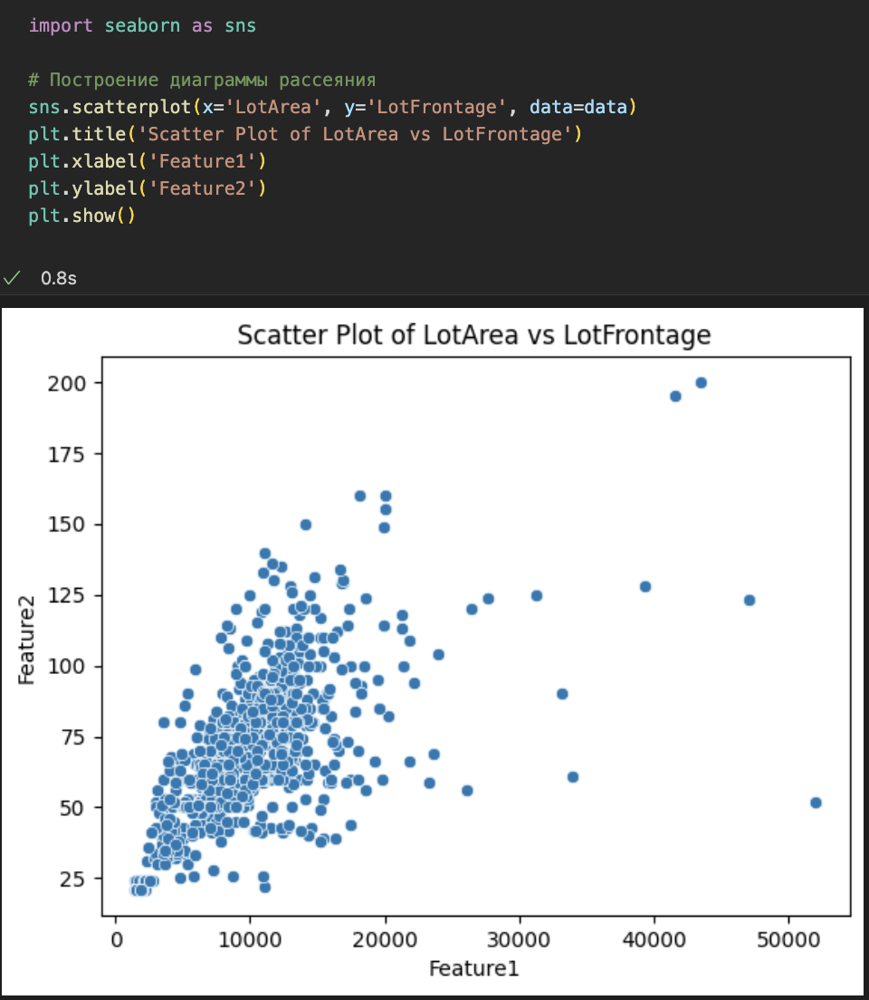 import seaborn as sns
# Построение диаграммы рассеяния
sns.scatterplot(x='LotArea', y='LotFrontage', data=data)
plt.title('Scatter Plot of LotArea vs LotFrontage')
plt.xlabel('Feature1')
plt.ylabel('Feature2')
plt.show()
0.8s
Scatter Plot of LotArea vs LotFrontage
200
175
150
125
100
75
50
25
Feature2
0 10000 20000 30000 40000 50000
Feature1